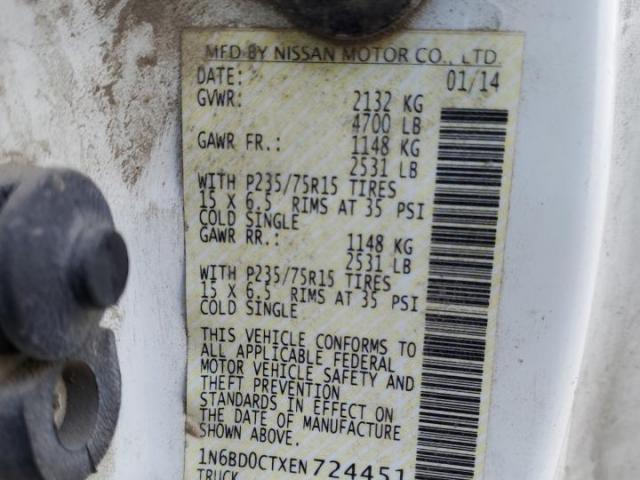 MFD BY NISSAN MOTOR CO., LTD.
DATE: 01/14
GVWR: 2132 KG
4700 LB
GAWR FR.: 1148 KG
2531 LB
WITH P235/75R15 TIRES
15 X 6.5 RIMS AT 35 PSI
COLD SINGLE
GAWR RR.: 1148 KG
2531 LB
WITH P235/75R15 TIRES
15 X 6.5 RIMS AT 35 PSI
COLD SINGLE
THIS VEHICLE CONFORMS TO
ALL APPLICABLE FEDERAL
MOTOR VEHICLE SAFETY AND
THEFT PREVENTION
STANDARDS IN EFFECT ON
THE DATE OF MANUFACTURE
SHOWN ABOVE.
1N6BD0CTXEN724451
TRUCK